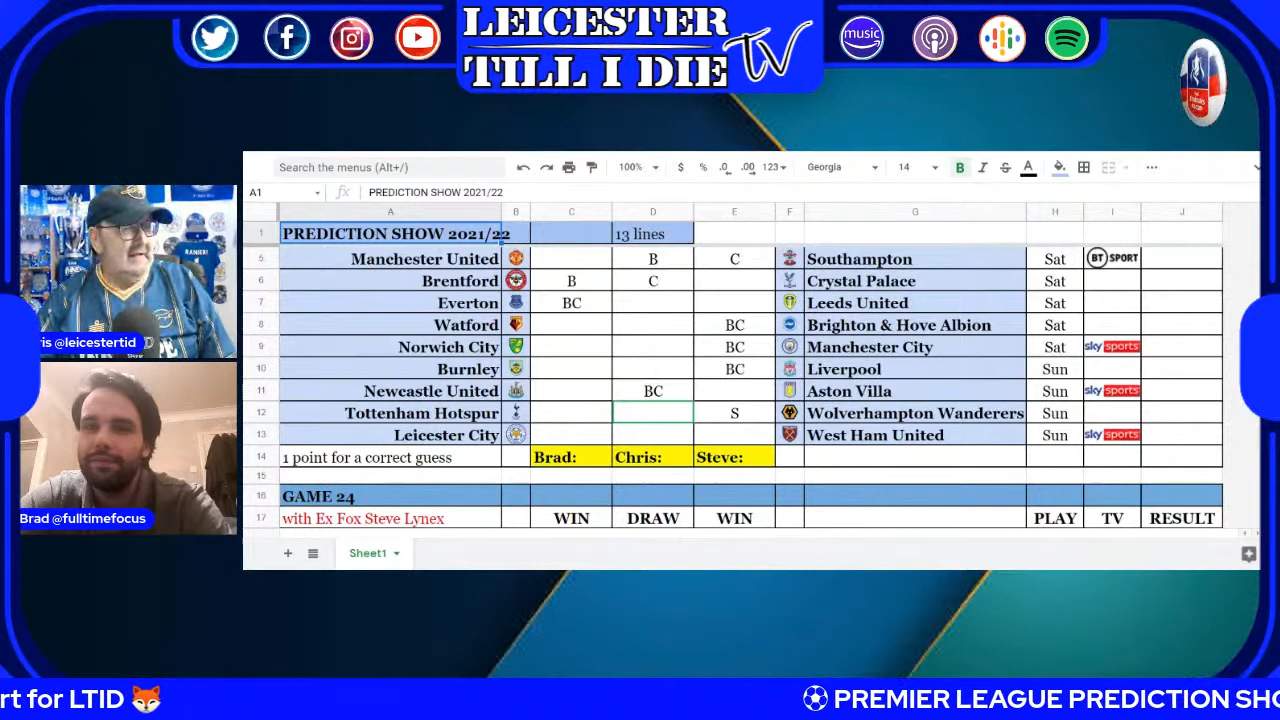 LEICESTER
TILL I DIE TV
music
Search the menus (Alt+/)
100%
$ % .0 .00 123
Georgia
14
B I S A
A1
fx
PREDICTION SHOW 2021/22
A B C D E F G H I J
1 PREDICTION SHOW 2021/22 13 lines
5 Manchester United B C Southampton Sat BT SPORT
6 Brentford B C Crystal Palace Sat
7 Everton BC Leeds United Sat
8 Watford BC Brighton & Hove Albion Sat
9 Norwich City BC Manchester City Sat sky sports
10 Burnley BC Liverpool Sun
11 Newcastle United BC Aston Villa Sun sky sports
12 Tottenham Hotspur S Wolverhampton Wanderers Sun
13 Leicester City West Ham United Sun sky sports
14 1 point for a correct guess Brad: Chris: Steve:
15
16 GAME 24
17 with Ex Fox Steve Lynex WIN DRAW WIN PLAY TV RESULT
Sheet1
ris @leicestertid
Brad @fulltimefocus
rt for LTID 🦊
⚽ PREMIER LEAGUE PREDICTION SHO